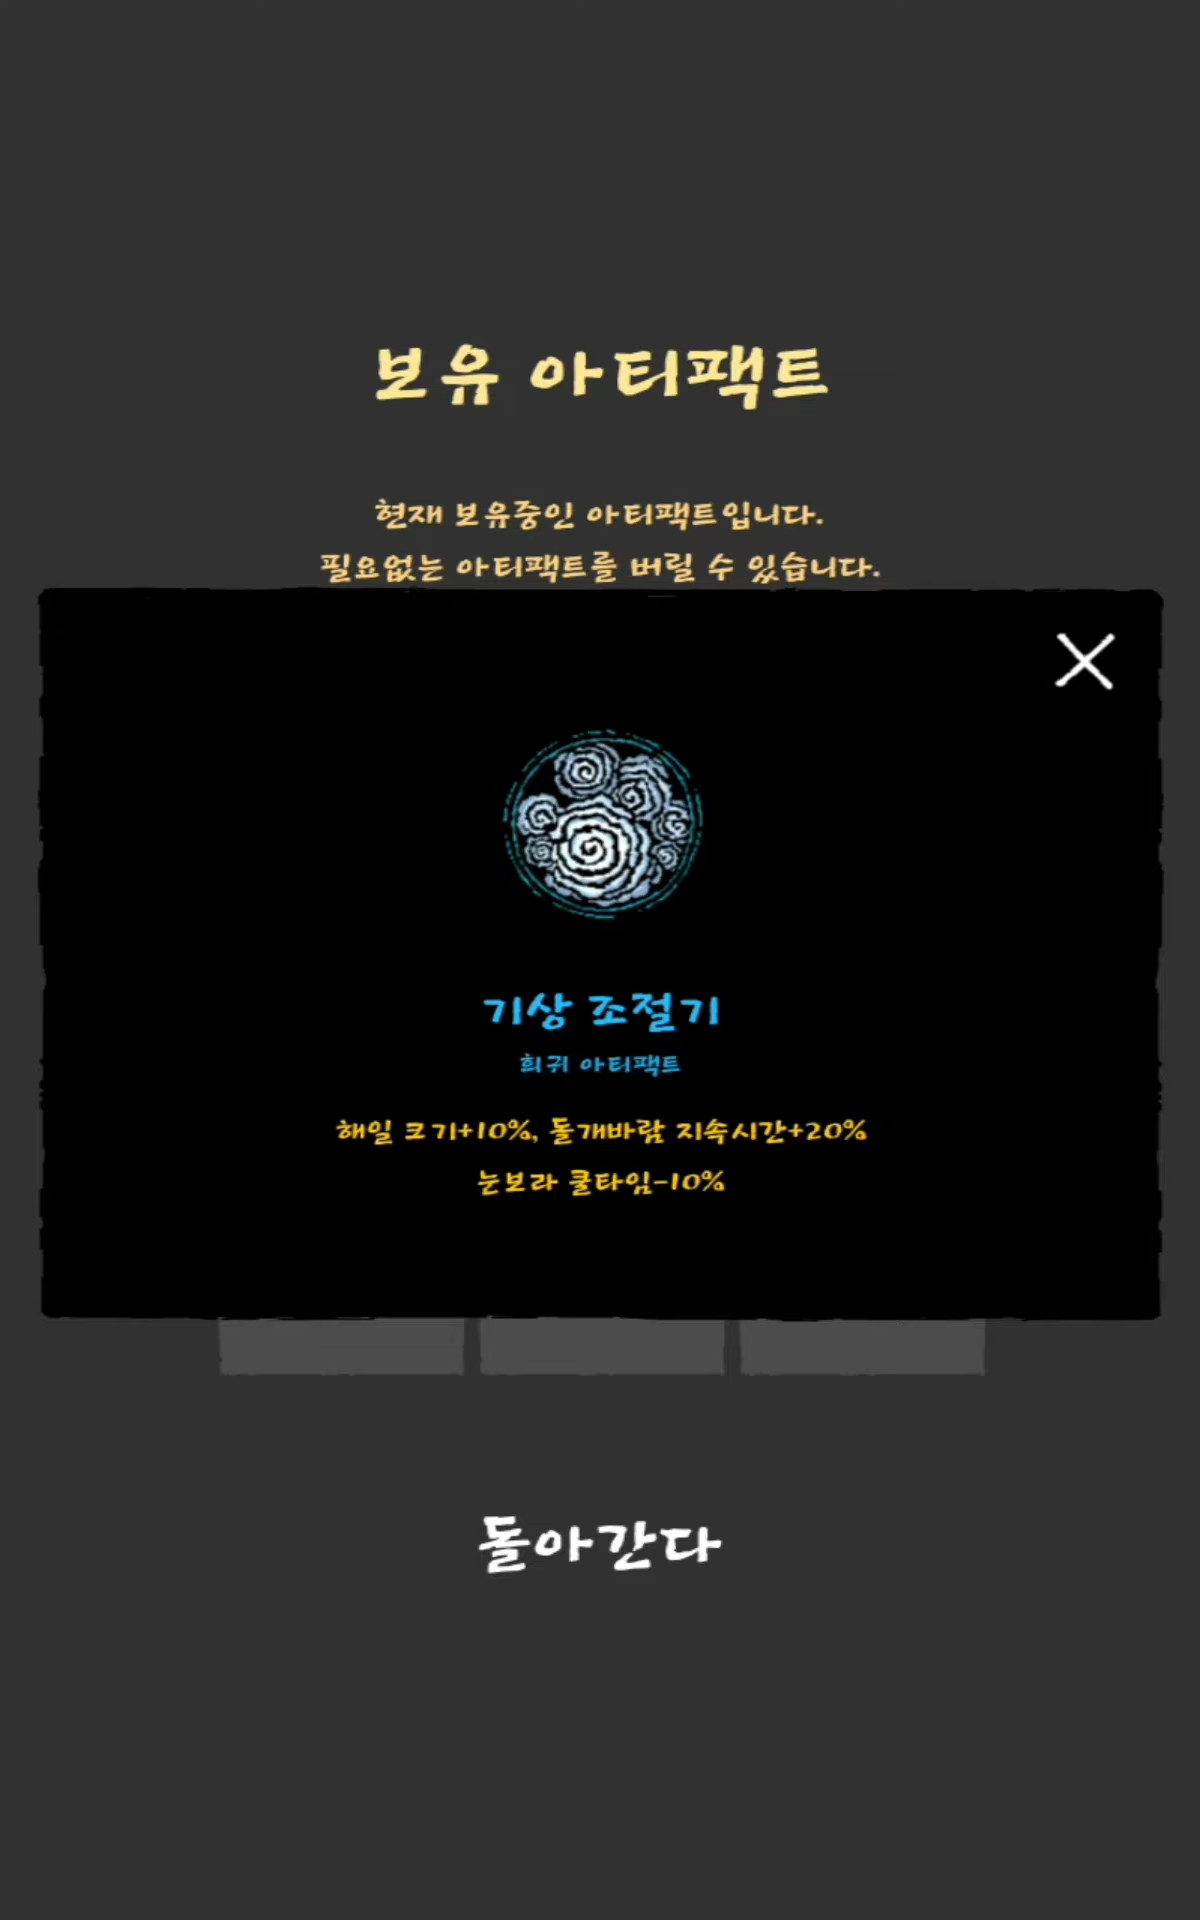 보유 아티팩트
현재 보유중인 아티팩트입니다.
필요없는 아티팩트를 버릴 수 있습니다.
기상 조절기
희귀 아티팩트
해일 크기+10%, 돌개바람 지속시간+20%
눈보라 쿨타임-10%
돌아간다